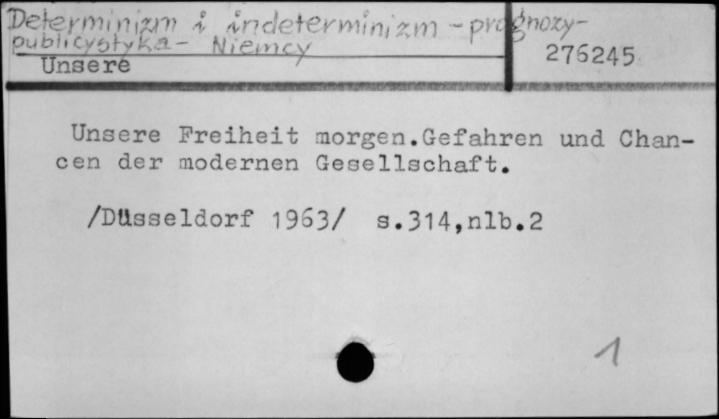 Determinizm i indeterminizm - prognozy -
publicystyka - Niemcy
276245
Unsere
Unsere Freiheit morgen.Gefahren und Chan-
cen der modernen Gesellschaft.
/Düsseldorf 1963/ s.314,nlb.2
1